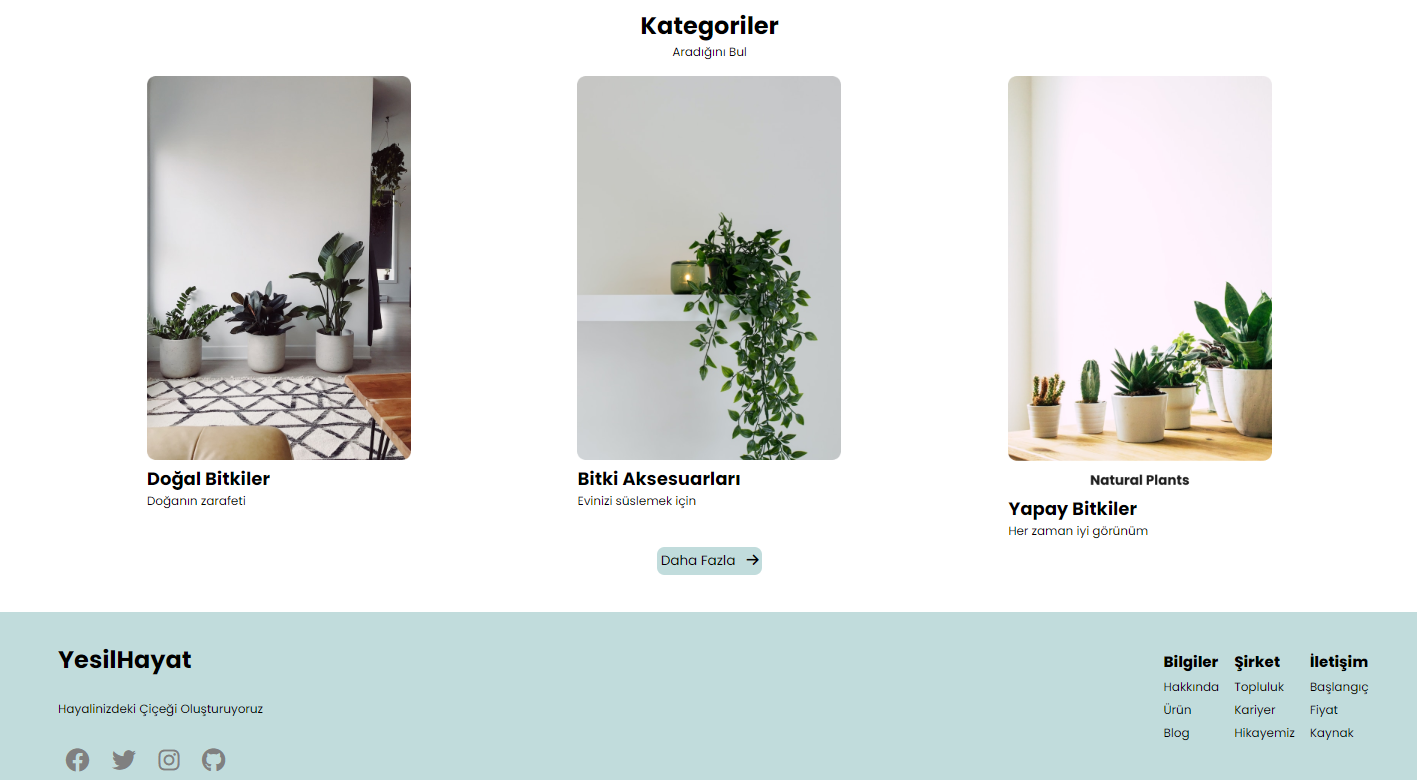 Kategoriler
Aradığını Bul
Doğal Bitkiler
Doğanın zarafeti
Bitki Aksesuarları
Evinizi süslemek için
Natural Plants
Yapay Bitkiler
Her zaman iyi görünüm
Daha Fazla →
YesilHayat
Hayalinizdeki Çiçeği Oluşturuyoruz
Bilgiler
Hakkında
Ürün
Blog
Şirket
Topluluk
Kariyer
Hikayemiz
İletişim
Başlangıç
Fiyat
Kaynak